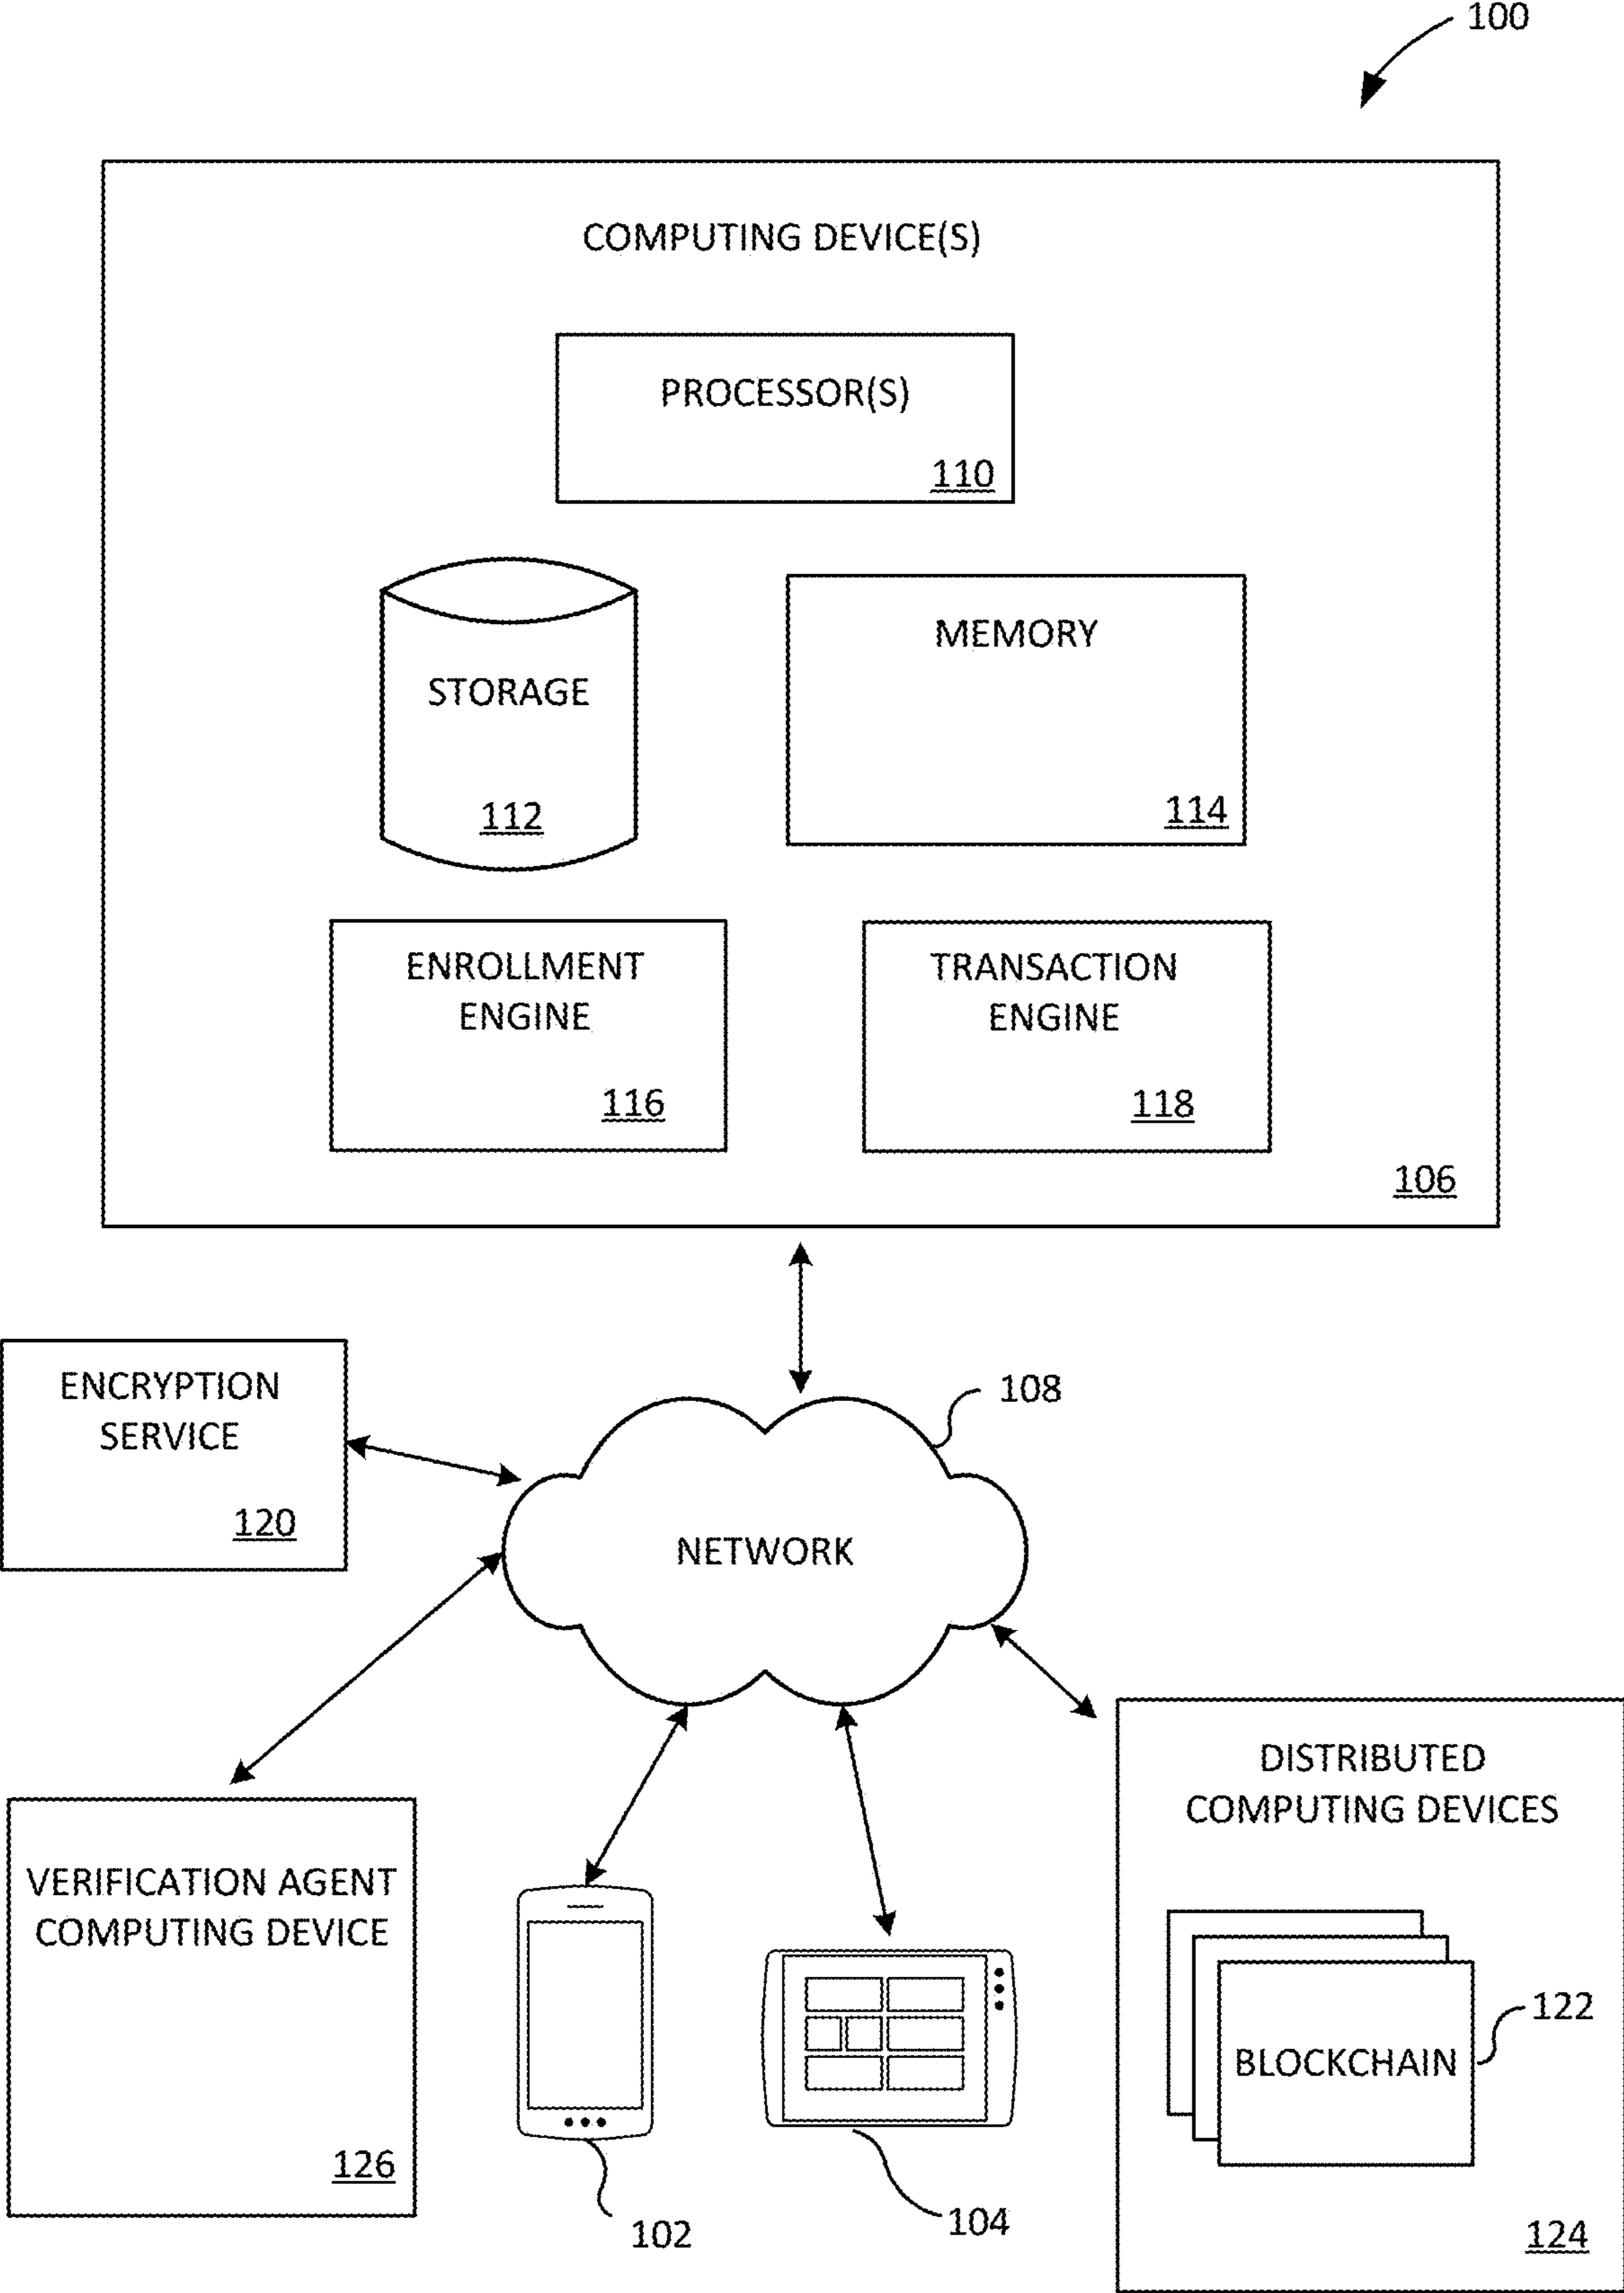 100
COMPUTING DEVICE(S)
PROCESSOR(S)
110
STORAGE
112
MEMORY
114
ENROLLMENT
ENGINE
116
TRANSACTION
ENGINE
118
106
ENCRYPTION
SERVICE
120
108
NETWORK
VERIFICATION AGENT
COMPUTING DEVICE
126
102
104
DISTRIBUTED
COMPUTING DEVICES
BLOCKCHAIN
122
124